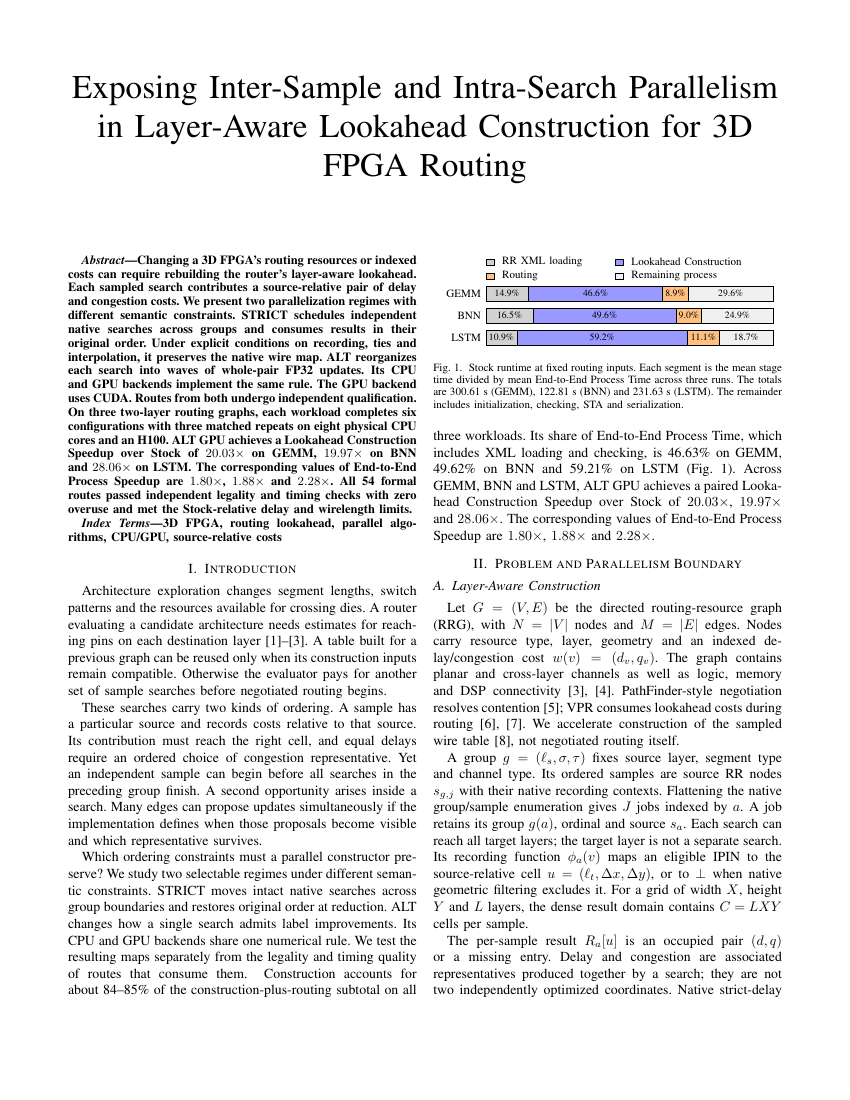 Exposing Inter-Sample and Intra-Search Parallelism
in Layer-Aware Lookahead Construction for 3D
FPGA Routing
Abstract—Changing a 3D FPGA's routing resources or indexed
costs can require rebuilding the router's layer-aware lookahead.
Each sampled search contributes a source-relative pair of delay
and congestion costs. We present two parallelization regimes with
different semantic constraints. STRICT schedules independent
native searches across groups and consumes results in their
original order. Under explicit conditions on recording, ties and
interpolation, it preserves the native wire map. ALT reorganizes
each search into waves of whole-pair FP32 updates. Its CPU
and GPU backends implement the same rule. The GPU backend
uses CUDA. Routes from both undergo independent qualification.
On three two-layer routing graphs, each workload completes six
configurations with three matched repeats on eight physical CPU
cores and an H100. ALT GPU achieves a Lookahead Construction
Speedup over Stock of 20.03× on GEMM, 19.97× on BNN
and 28.06× on LSTM. The corresponding values of End-to-End
Process Speedup are 1.80×, 1.88× and 2.28×. All 54 formal
routes passed independent legality and timing checks with zero
overuse and met the Stock-relative delay and wirelength limits.
Index Terms—3D FPGA, routing lookahead, parallel algo-
rithms, CPU/GPU, source-relative costs
I. INTRODUCTION
Architecture exploration changes segment lengths, switch
patterns and the resources available for crossing dies. A router
evaluating a candidate architecture needs estimates for reach-
ing pins on each destination layer [1]–[3]. A table built for a
previous graph can be reused only when its construction inputs
remain compatible. Otherwise the evaluator pays for another
set of sample searches before negotiated routing begins.
These searches carry two kinds of ordering. A sample has
a particular source and records costs relative to that source.
Its contribution must reach the right cell, and equal delays
require an ordered choice of congestion representative. Yet
an independent sample can begin before all searches in the
preceding group finish. A second opportunity arises inside a
search. Many edges can propose updates simultaneously if the
implementation defines when those proposals become visible
and which representative survives.
Which ordering constraints must a parallel constructor pre-
serve? We study two selectable regimes under different seman-
tic constraints. STRICT moves intact native searches across
group boundaries and restores original order at reduction. ALT
changes how a single search admits label improvements. Its
CPU and GPU backends share one numerical rule. We test the
resulting maps separately from the legality and timing quality
of routes that consume them. Construction accounts for
about 84–85% of the construction-plus-routing subtotal on all
RR XML loading
Lookahead Construction
Routing
Remaining process
GEMM 14.9% 46.6% 8.9% 29.6%
BNN 16.5% 49.6% 9.0% 24.9%
LSTM 10.9% 59.2% 11.1% 18.7%
Fig. 1. Stock runtime at fixed routing inputs. Each segment is the mean stage
time divided by mean End-to-End Process Time across three runs. The totals
are 300.61 s (GEMM), 122.81 s (BNN) and 231.63 s (LSTM). The remainder
includes initialization, checking, STA and serialization.
three workloads. Its share of End-to-End Process Time, which
includes XML loading and checking, is 46.63% on GEMM,
49.62% on BNN and 59.21% on LSTM (Fig. 1). Across
GEMM, BNN and LSTM, ALT GPU achieves a paired Looka-
head Construction Speedup over Stock of 20.03×, 19.97×
and 28.06×. The corresponding values of End-to-End Process
Speedup are 1.80×, 1.88× and 2.28×.
II. PROBLEM AND PARALLELISM BOUNDARY
A. Layer-Aware Construction
Let G = (V, E) be the directed routing-resource graph
(RRG), with N = |V| nodes and M = |E| edges. Nodes
carry resource type, layer, geometry and an indexed de-
lay/congestion cost w(v) = (dᵥ, qᵥ). The graph contains
planar and cross-layer channels as well as logic, memory
and DSP connectivity [3], [4]. PathFinder-style negotiation
resolves contention [5]; VPR consumes lookahead costs during
routing [6], [7]. We accelerate construction of the sampled
wire table [8], not negotiated routing itself.
A group g = (ℓₛ, σ, τ) fixes source layer, segment type
and channel type. Its ordered samples are source RR nodes
s_{g,j} with their native recording contexts. Flattening the native
group/sample enumeration gives J jobs indexed by a. A job
retains its group g(a), ordinal and source sₐ. Each search can
reach all target layers; the target layer is not a separate search.
Its recording function ϕₐ(v) maps an eligible IPIN to the
source-relative cell u = (ℓₜ, Δx, Δy), or to ⊥ when native
geometric filtering excludes it. For a grid of width X, height
Y and L layers, the dense result domain contains C = LXY
cells per sample.
The per-sample result Rₐ[u] is an occupied pair (d, q)
or a missing entry. Delay and congestion are associated
representatives produced together by a search; they are not
two independently optimized coordinates. Native strict-delay